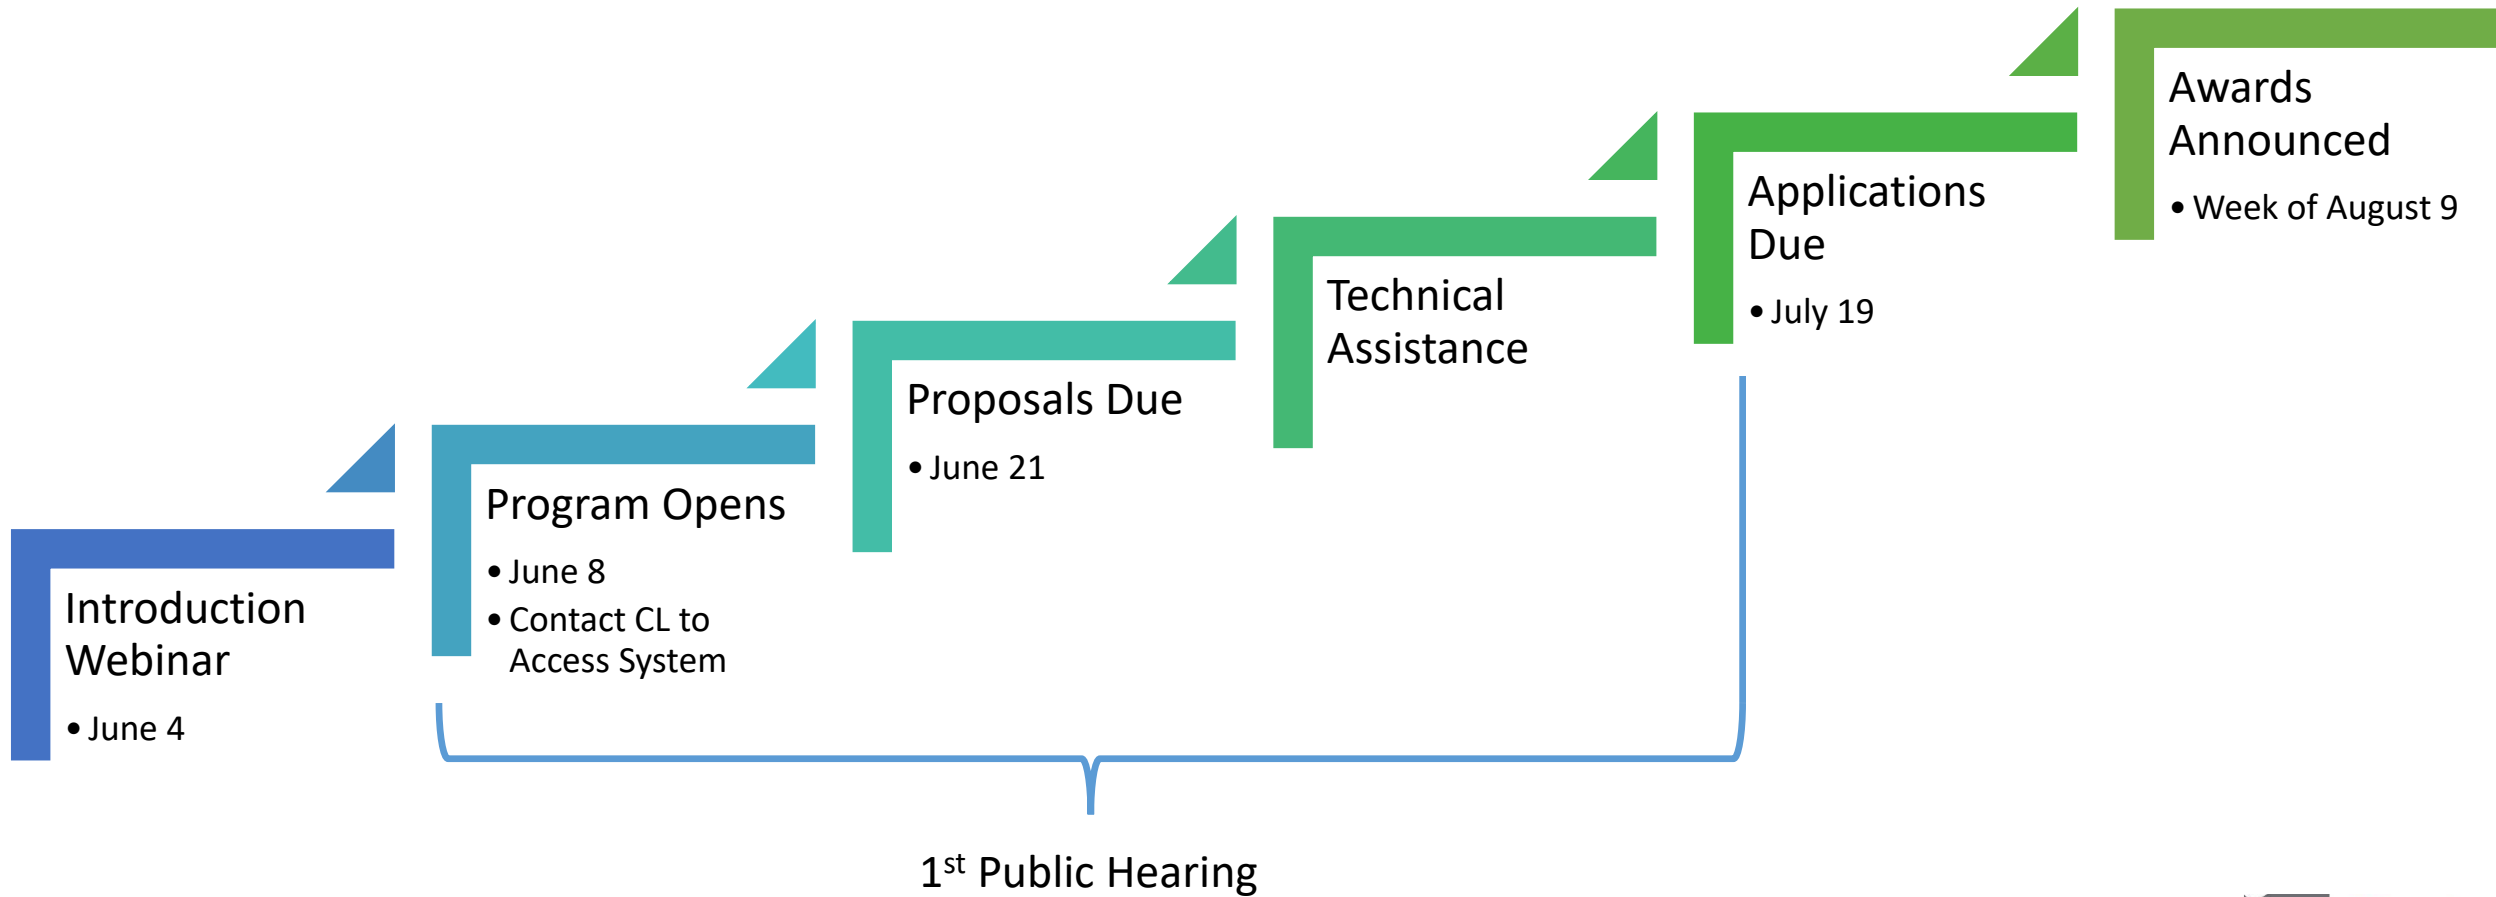 Introduction
Webinar
• June 4
Program Opens
• June 8
• Contact CL to
Access System
Proposals Due
• June 21
Technical
Assistance
Applications
Due
• July 19
Awards
Announced
• Week of August 9
1st Public Hearing